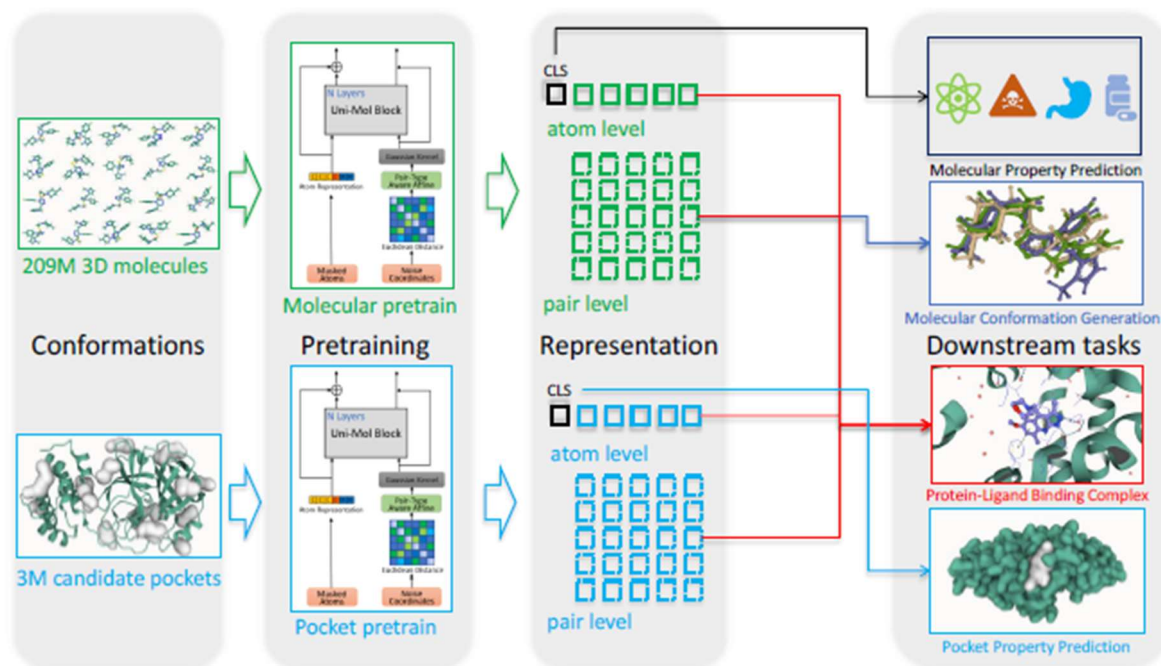 209M 3D molecules
Conformations
3M candidate pockets
N Layers
Uni-Mol Block
Gaussian Kernel
Pair-Type
Aware Affine
Atom Representation
Euclidean Distance
Masked
Atoms
Noise
Coordinates
Molecular pretrain
Pretraining
N Layers
Uni-Mol Block
Gaussian Kernel
Pair-Type
Aware Affine
Atom Representation
Euclidean Distance
Masked
Atoms
Noise
Coordinates
Pocket pretrain
CLS
atom level
pair level
Representation
CLS
atom level
pair level
Molecular Property Prediction
Molecular Conformation Generation
Downstream tasks
Protein-Ligand Binding Complex
Pocket Property Prediction